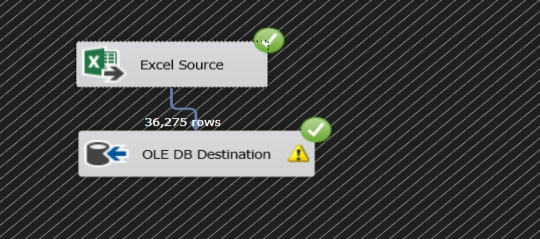 Excel Source
36,275 rows
OLE DB Destination